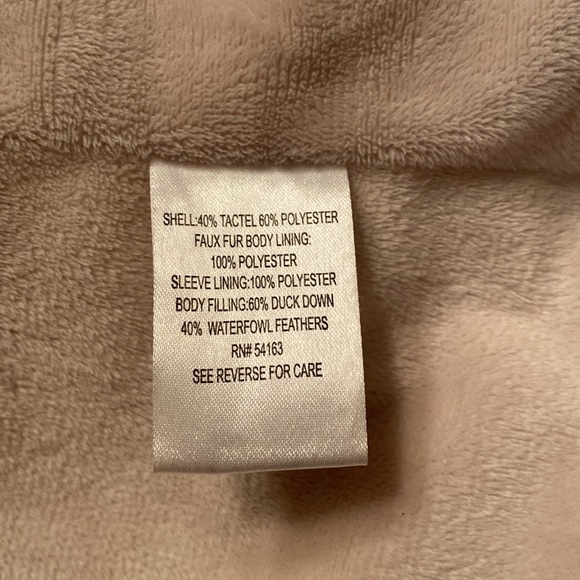 SHELL:40% TACTEL 60% POLYESTER
FAUX FUR BODY LINING:
100% POLYESTER
SLEEVE LINING:100% POLYESTER
BODY FILLING:60% DUCK DOWN
40% WATERFOWL FEATHERS
RN# 54163
SEE REVERSE FOR CARE